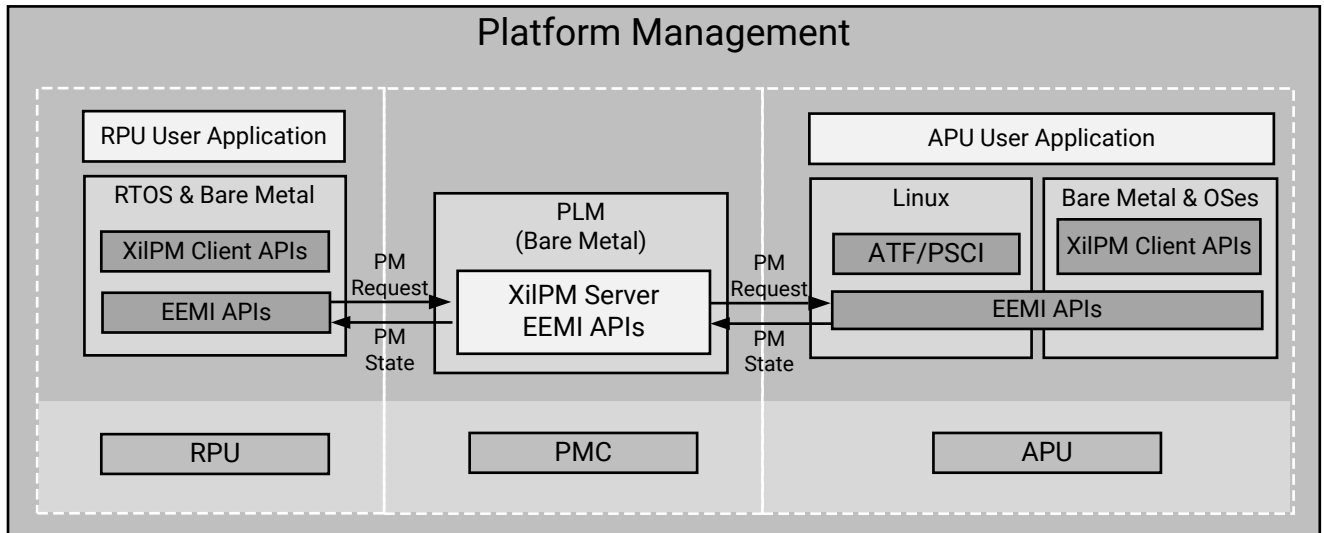 Platform Management
RPU User Application
RTOS & Bare Metal
XilPM Client APIs
EEMI APIs
PM
Request
PM
State
PLM
(Bare Metal)
XilPM Server
EEMI APIs
PM
Request
PM
State
APU User Application
Linux
ATF/PSCI
Bare Metal & OSes
XilPM Client APIs
EEMI APIs
RPU
PMC
APU